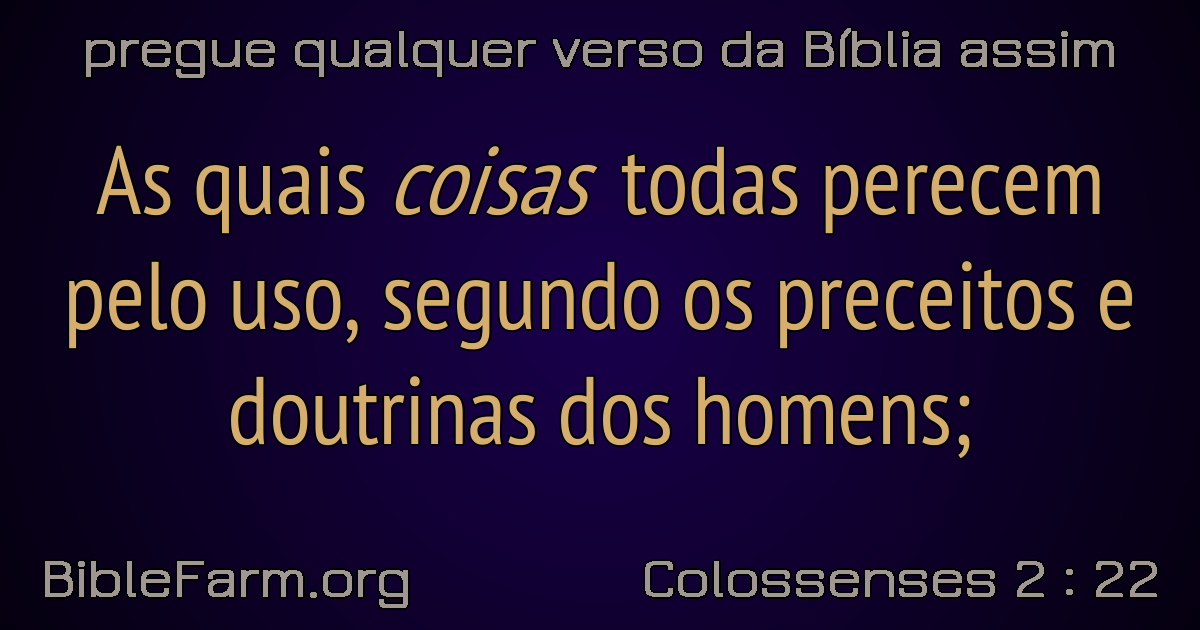 pregue qualquer verso da Bíblia assim
As quais coisas todas perecem
pelo uso, segundo os preceitos e
doutrinas dos homens;
BibleFarm.org
Colossenses 2 : 22